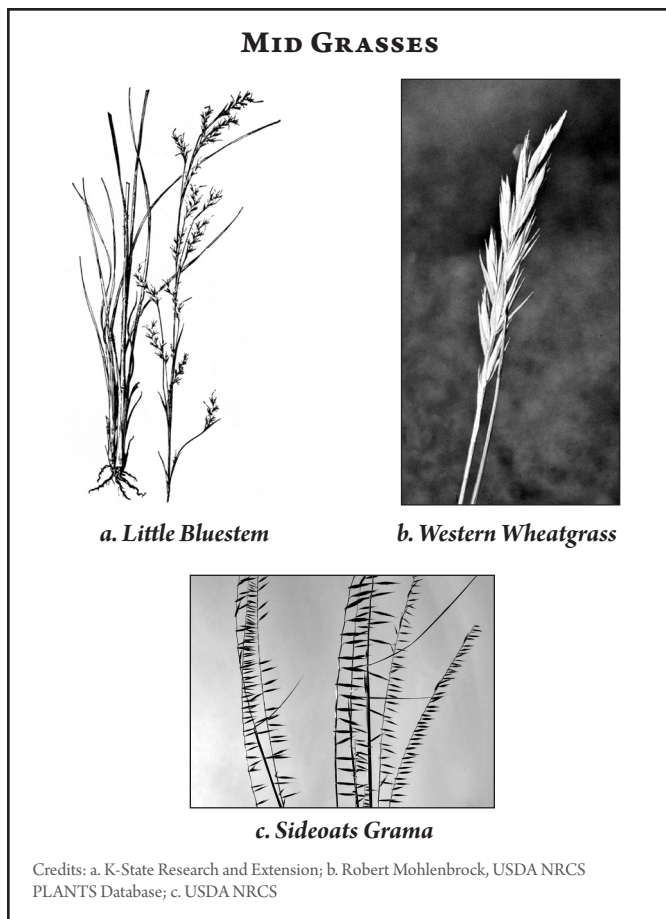 MID GRASSES
a. Little Bluestem
b. Western Wheatgrass
c. Sideoats Grama
Credits: a. K-State Research and Extension; b. Robert Mohlenbrock, USDA NRCS
PLANTS Database; c. USDA NRCS